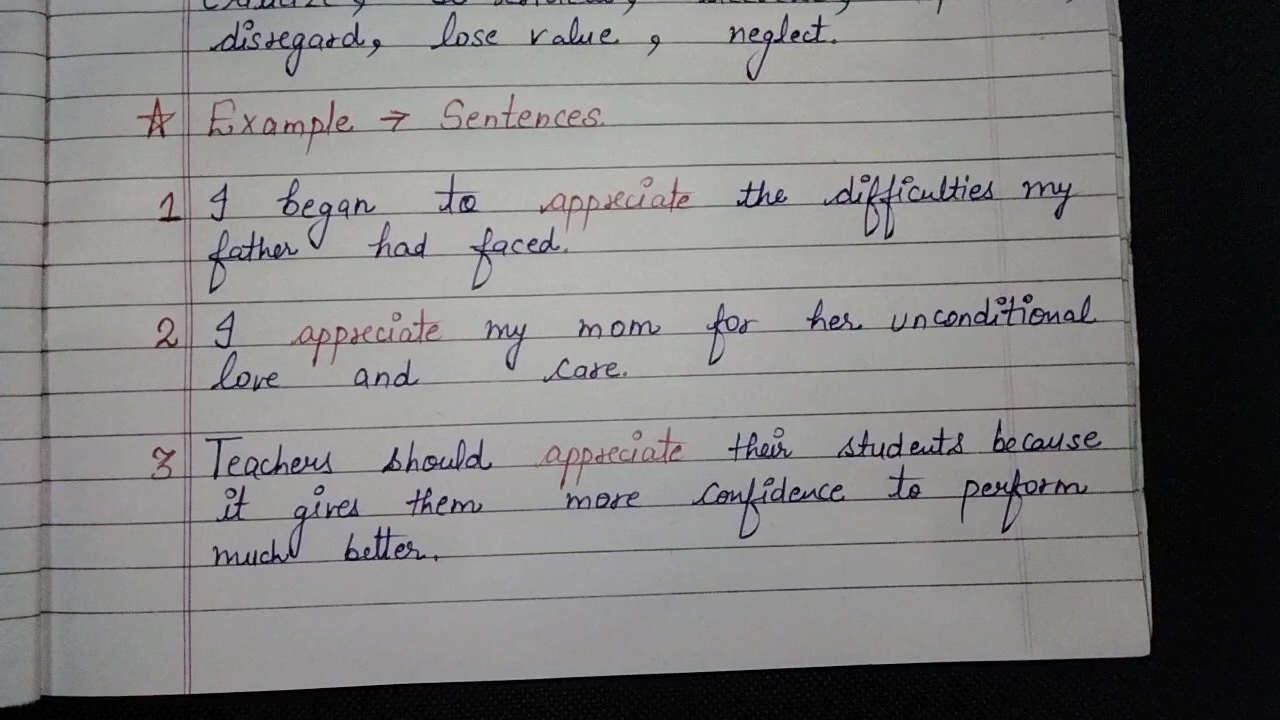 disregard, lose value, neglect.
☆ Example → Sentences.
1 I began to appreciate the difficulties my
father had faced.
2 I appreciate my mom for her unconditional
love and care.
3 Teachers should appreciate their students because
it gives them more confidence to perform
much better.